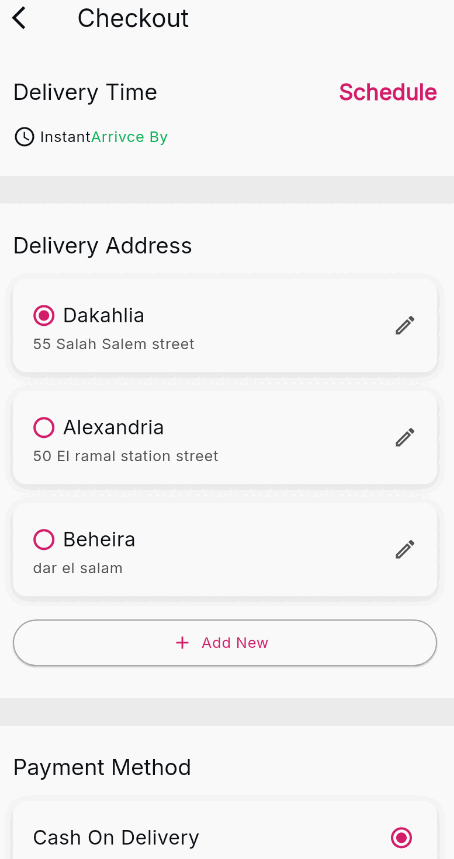 Checkout
Delivery Time
Schedule
InstantArrivce By
Delivery Address
Dakahlia
55 Salah Salem street
Alexandria
50 El ramal station street
Beheira
dar el salam
+ Add New
Payment Method
Cash On Delivery